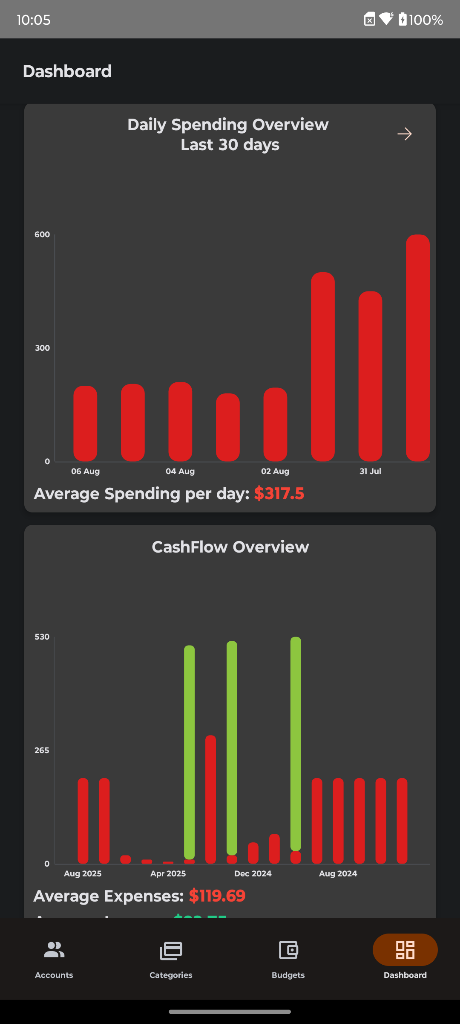 10:05
100%
Dashboard
Daily Spending Overview
Last 30 days
600
300
0
06 Aug
04 Aug
02 Aug
31 Jul
Average Spending per day: $317.5
CashFlow Overview
530
265
0
Aug 2025
Apr 2025
Dec 2024
Aug 2024
Average Expenses: $119.69
Accounts
Categories
Budgets
Dashboard